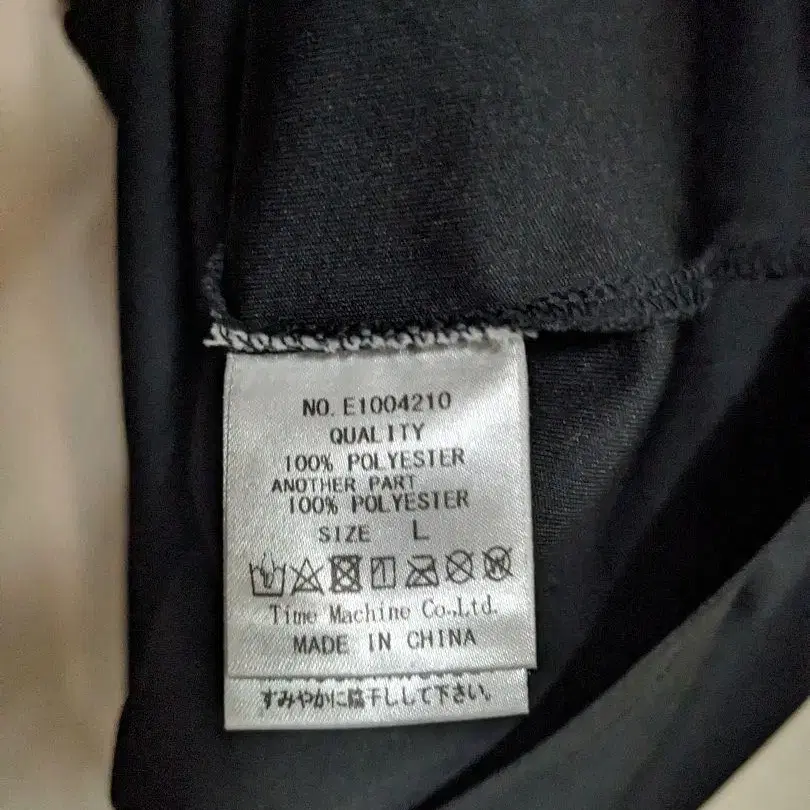 NO. E1004210
QUALITY
100% POLYESTER
ANOTHER PART
100% POLYESTER
SIZE L
Time Machine Co.,Ltd.
MADE IN CHINA
すみやかに陰干しして下さい。